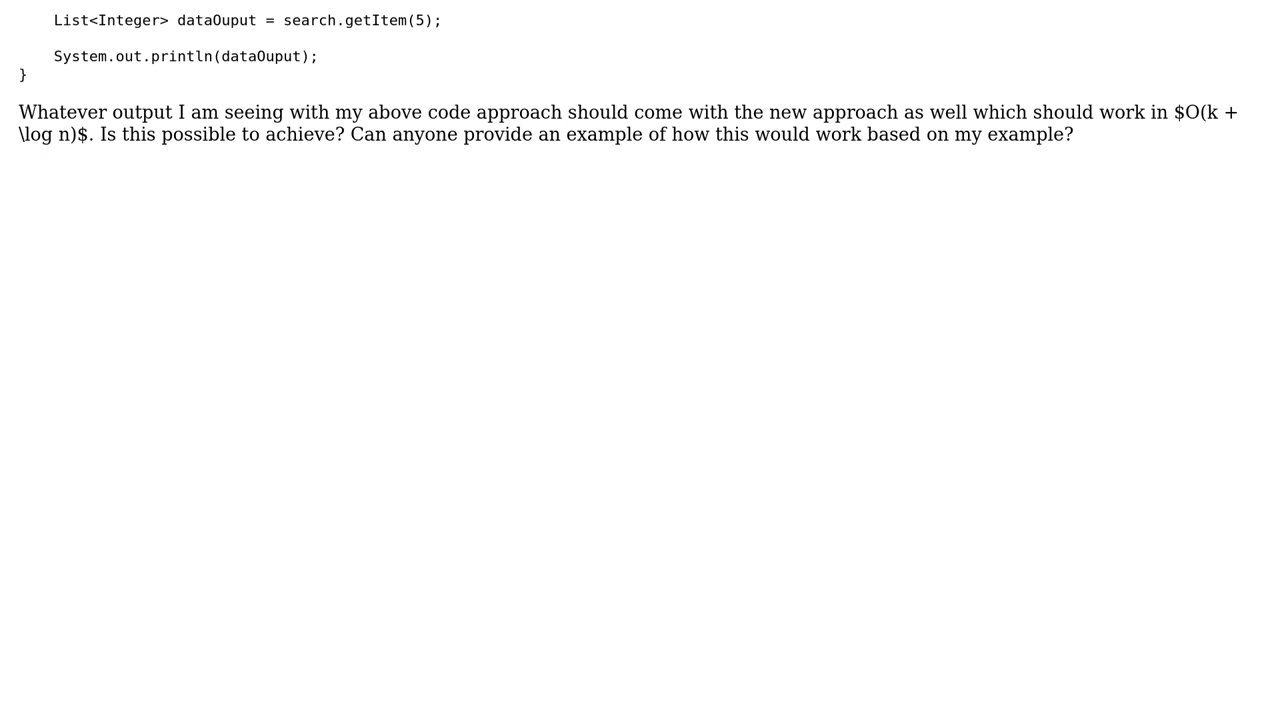 List<Integer> dataOuput = search.getItem(5);
System.out.println(dataOuput);
}
Whatever output I am seeing with my above code approach should come with the new approach as well which should work in $O(k +
\log n)$. Is this possible to achieve? Can anyone provide an example of how this would work based on my example?